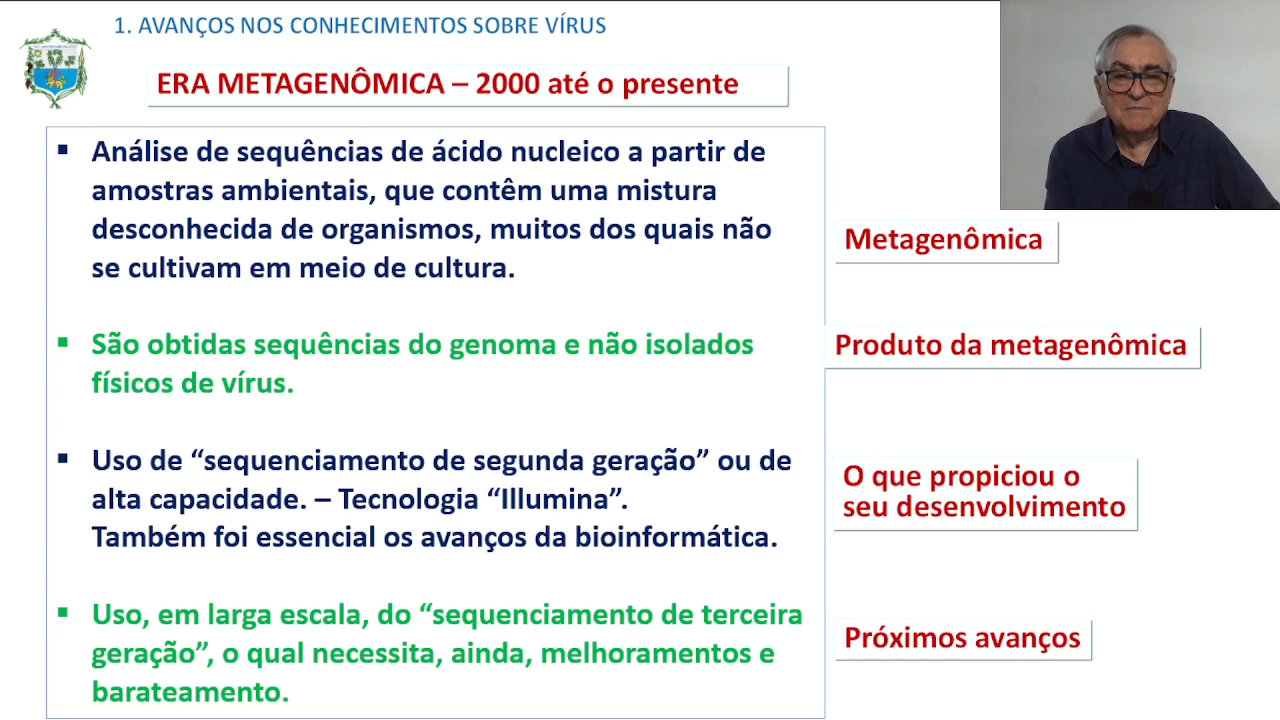 1. AVANÇOS NOS CONHECIMENTOS SOBRE VÍRUS
ERA METAGENÔMICA – 2000 até o presente
▪ Análise de sequências de ácido nucleico a partir de
amostras ambientais, que contêm uma mistura
desconhecida de organismos, muitos dos quais não
se cultivam em meio de cultura.
Metagenômica
▪ São obtidas sequências do genoma e não isolados
físicos de vírus.
Produto da metagenômica
▪ Uso de “sequenciamento de segunda geração” ou de
alta capacidade. – Tecnologia “Illumina”.
Também foi essencial os avanços da bioinformática.
O que propiciou o
seu desenvolvimento
▪ Uso, em larga escala, do “sequenciamento de terceira
geração”, o qual necessita, ainda, melhoramentos e
barateamento.
Próximos avanços